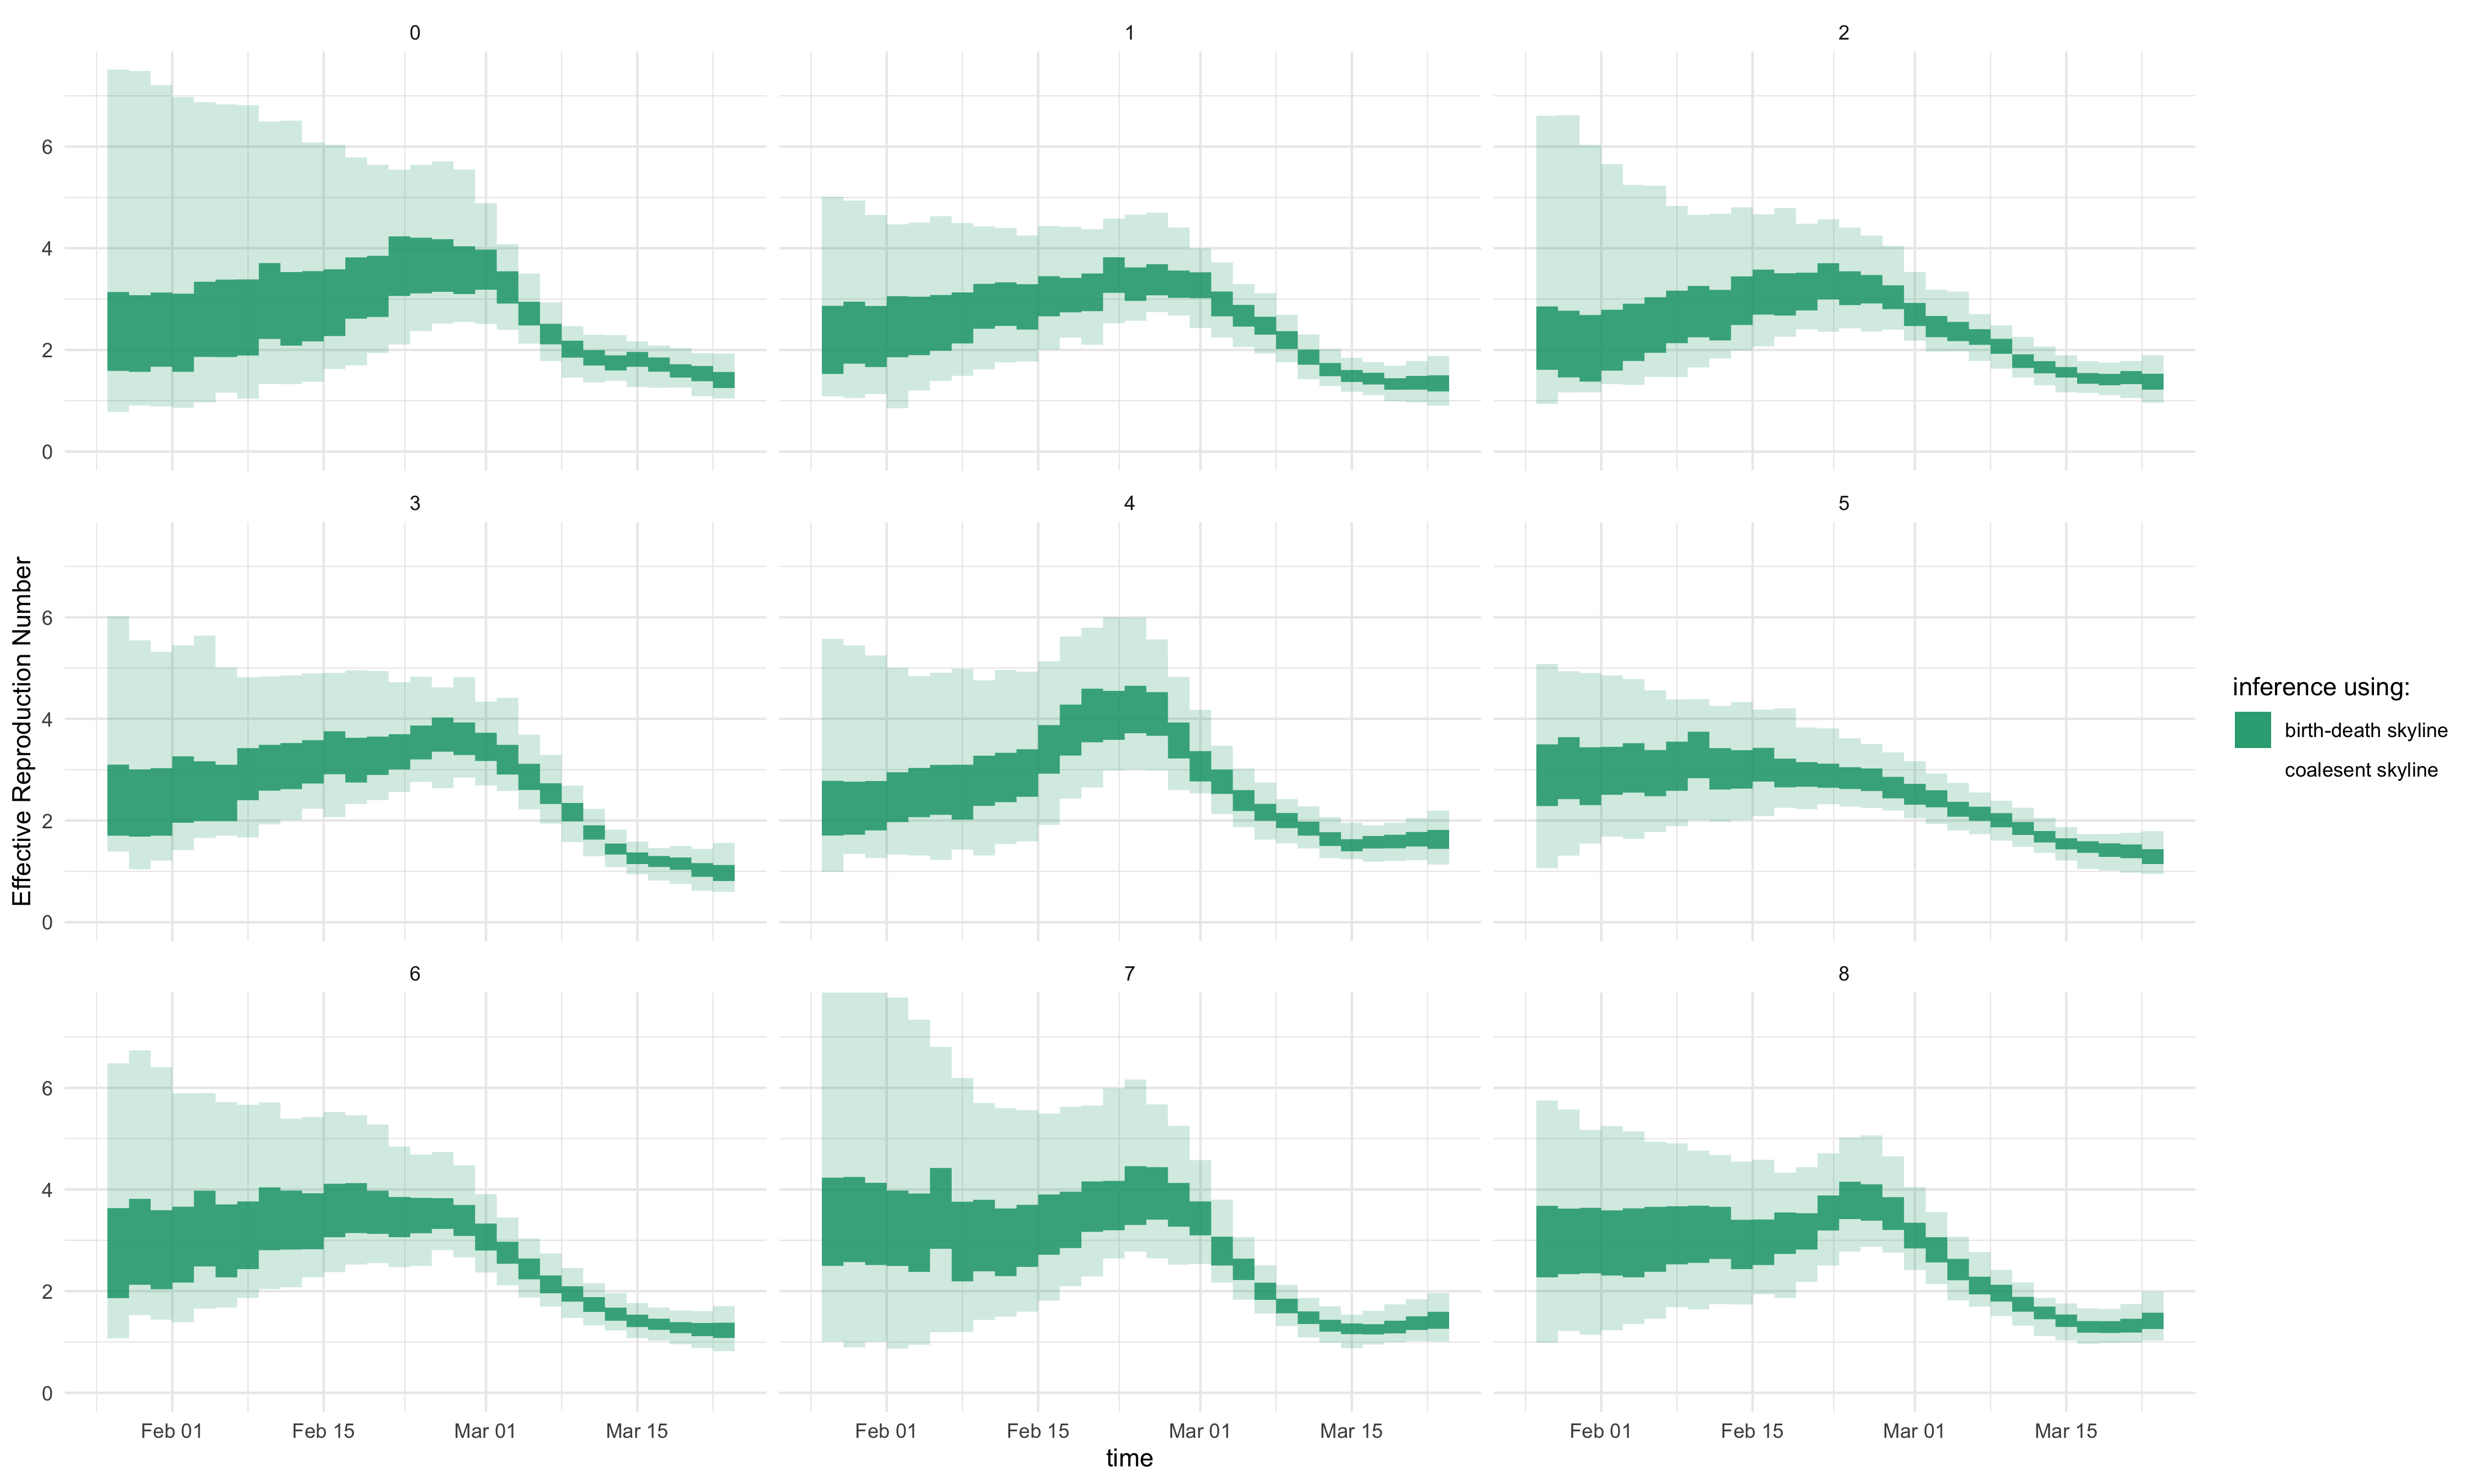 0 1 2
6
4
2
0
3 4 5
6
4
2
0
6 7 8
6
4
2
0
Feb 01 Feb 15 Mar 01 Mar 15 Feb 01 Feb 15 Mar 01 Mar 15 Feb 01 Feb 15 Mar 01 Mar 15
time
Effective Reproduction Number
inference using:
birth-death skyline
coalesent skyline